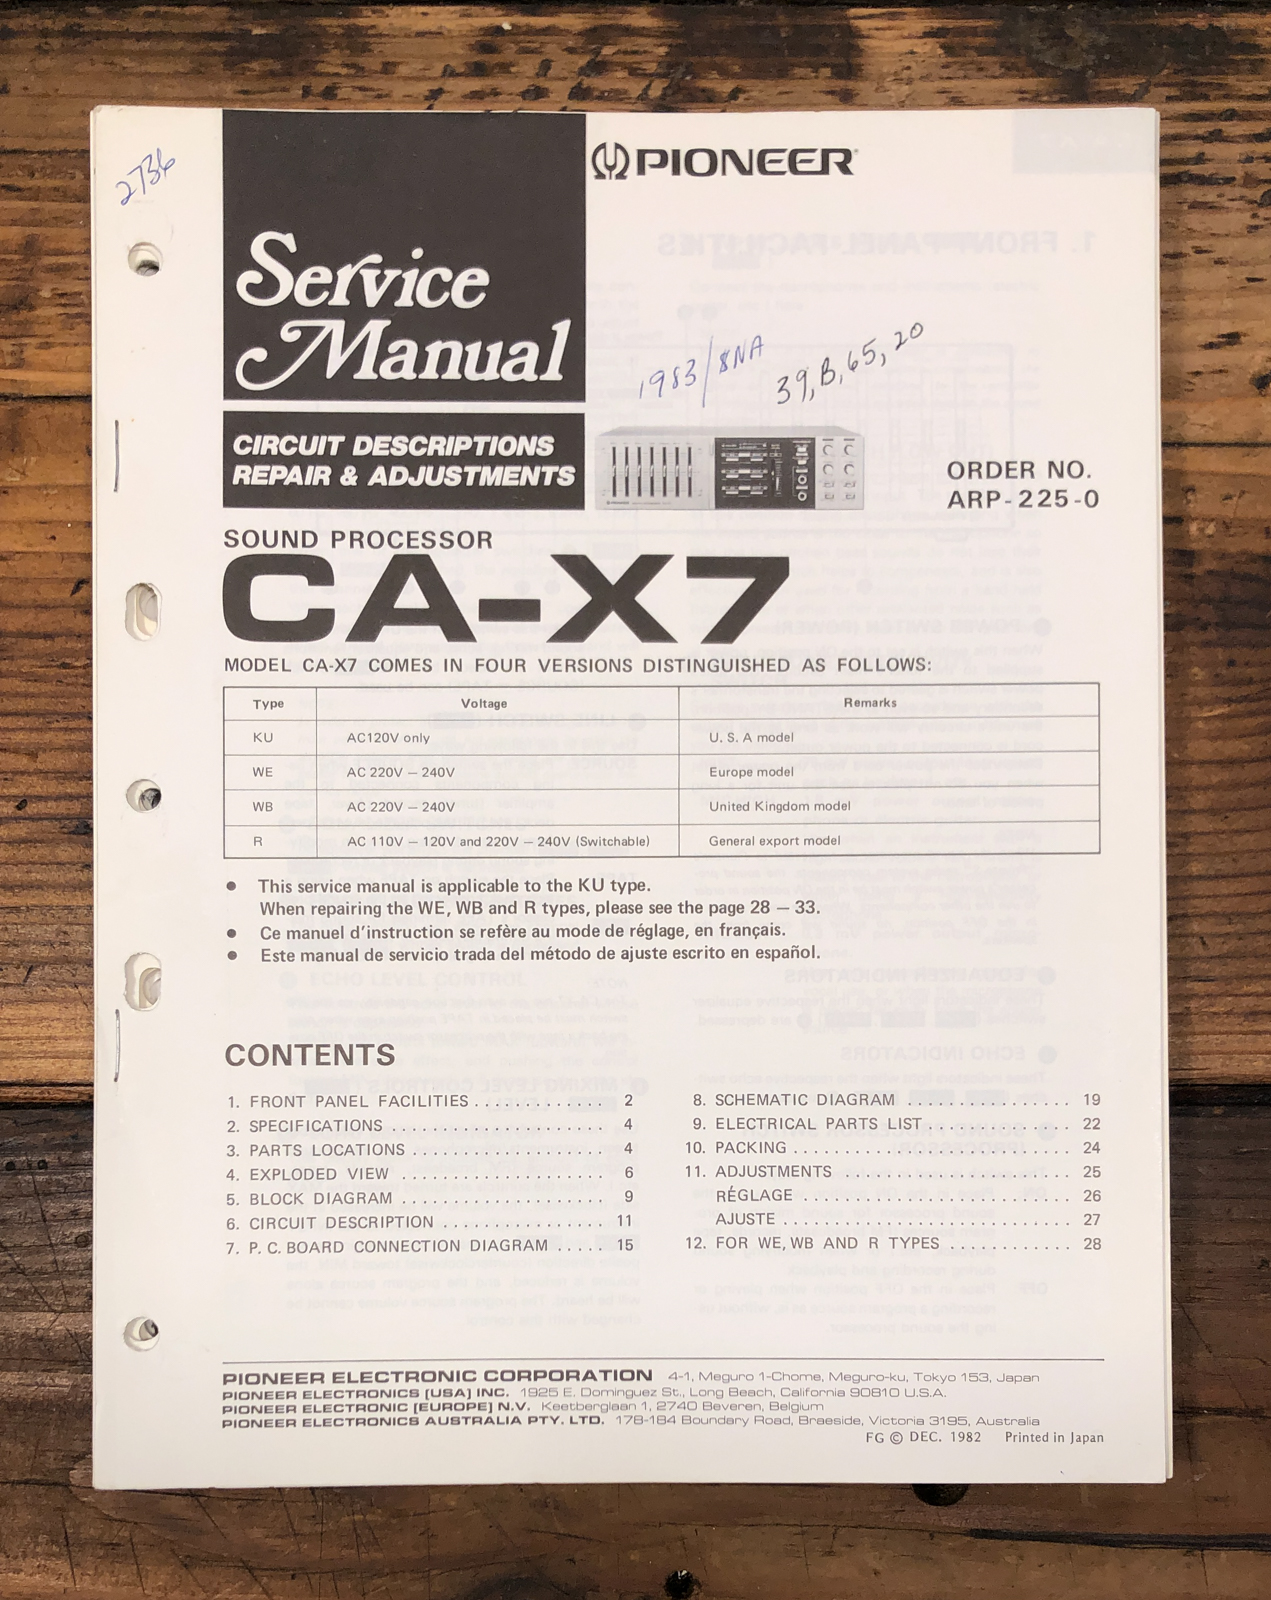 2736
PIONEER
Service
Manual
1983/8NA 39, B, 65, 20
CIRCUIT DESCRIPTIONS
REPAIR & ADJUSTMENTS
ORDER NO.
ARP-225-0
SOUND PROCESSOR
CA-X7
MODEL CA-X7 COMES IN FOUR VERSIONS DISTINGUISHED AS FOLLOWS:
Type Voltage Remarks
KU AC120V only U. S. A model
WE AC 220V – 240V Europe model
WB AC 220V – 240V United Kingdom model
R AC 110V – 120V and 220V – 240V (Switchable) General export model
● This service manual is applicable to the KU type.
When repairing the WE, WB and R types, please see the page 28 – 33.
● Ce manuel d'instruction se refère au mode de réglage, en français.
● Este manual de servicio trada del método de ajuste escrito en español.
CONTENTS
1. FRONT PANEL FACILITIES . . . . . . . . . . . . 2
2. SPECIFICATIONS . . . . . . . . . . . . . . . . . . . . 4
3. PARTS LOCATIONS . . . . . . . . . . . . . . . . . . 4
4. EXPLODED VIEW . . . . . . . . . . . . . . . . . . . 6
5. BLOCK DIAGRAM . . . . . . . . . . . . . . . . . . . 9
6. CIRCUIT DESCRIPTION . . . . . . . . . . . . . . . 11
7. P. C. BOARD CONNECTION DIAGRAM . . . . . 15
8. SCHEMATIC DIAGRAM . . . . . . . . . . . . . . . 19
9. ELECTRICAL PARTS LIST . . . . . . . . . . . . . . 22
10. PACKING . . . . . . . . . . . . . . . . . . . . . . . . . . 24
11. ADJUSTMENTS . . . . . . . . . . . . . . . . . . . . . . 25
RÉGLAGE . . . . . . . . . . . . . . . . . . . . . . . . . . 26
AJUSTE . . . . . . . . . . . . . . . . . . . . . . . . . . . . 27
12. FOR WE, WB AND R TYPES . . . . . . . . . . . . 28
PIONEER ELECTRONIC CORPORATION 4-1, Meguro 1-Chome, Meguro-ku, Tokyo 153, Japan
PIONEER ELECTRONICS [USA] INC. 1925 E. Dominguez St., Long Beach, California 90810 U.S.A.
PIONEER ELECTRONIC [EUROPE] N.V. Keetberglaan 1, 2740 Beveren, Belgium
PIONEER ELECTRONICS AUSTRALIA PTY. LTD. 178-184 Boundary Road, Braeside, Victoria 3195, Australia
FG © DEC. 1982 Printed in Japan